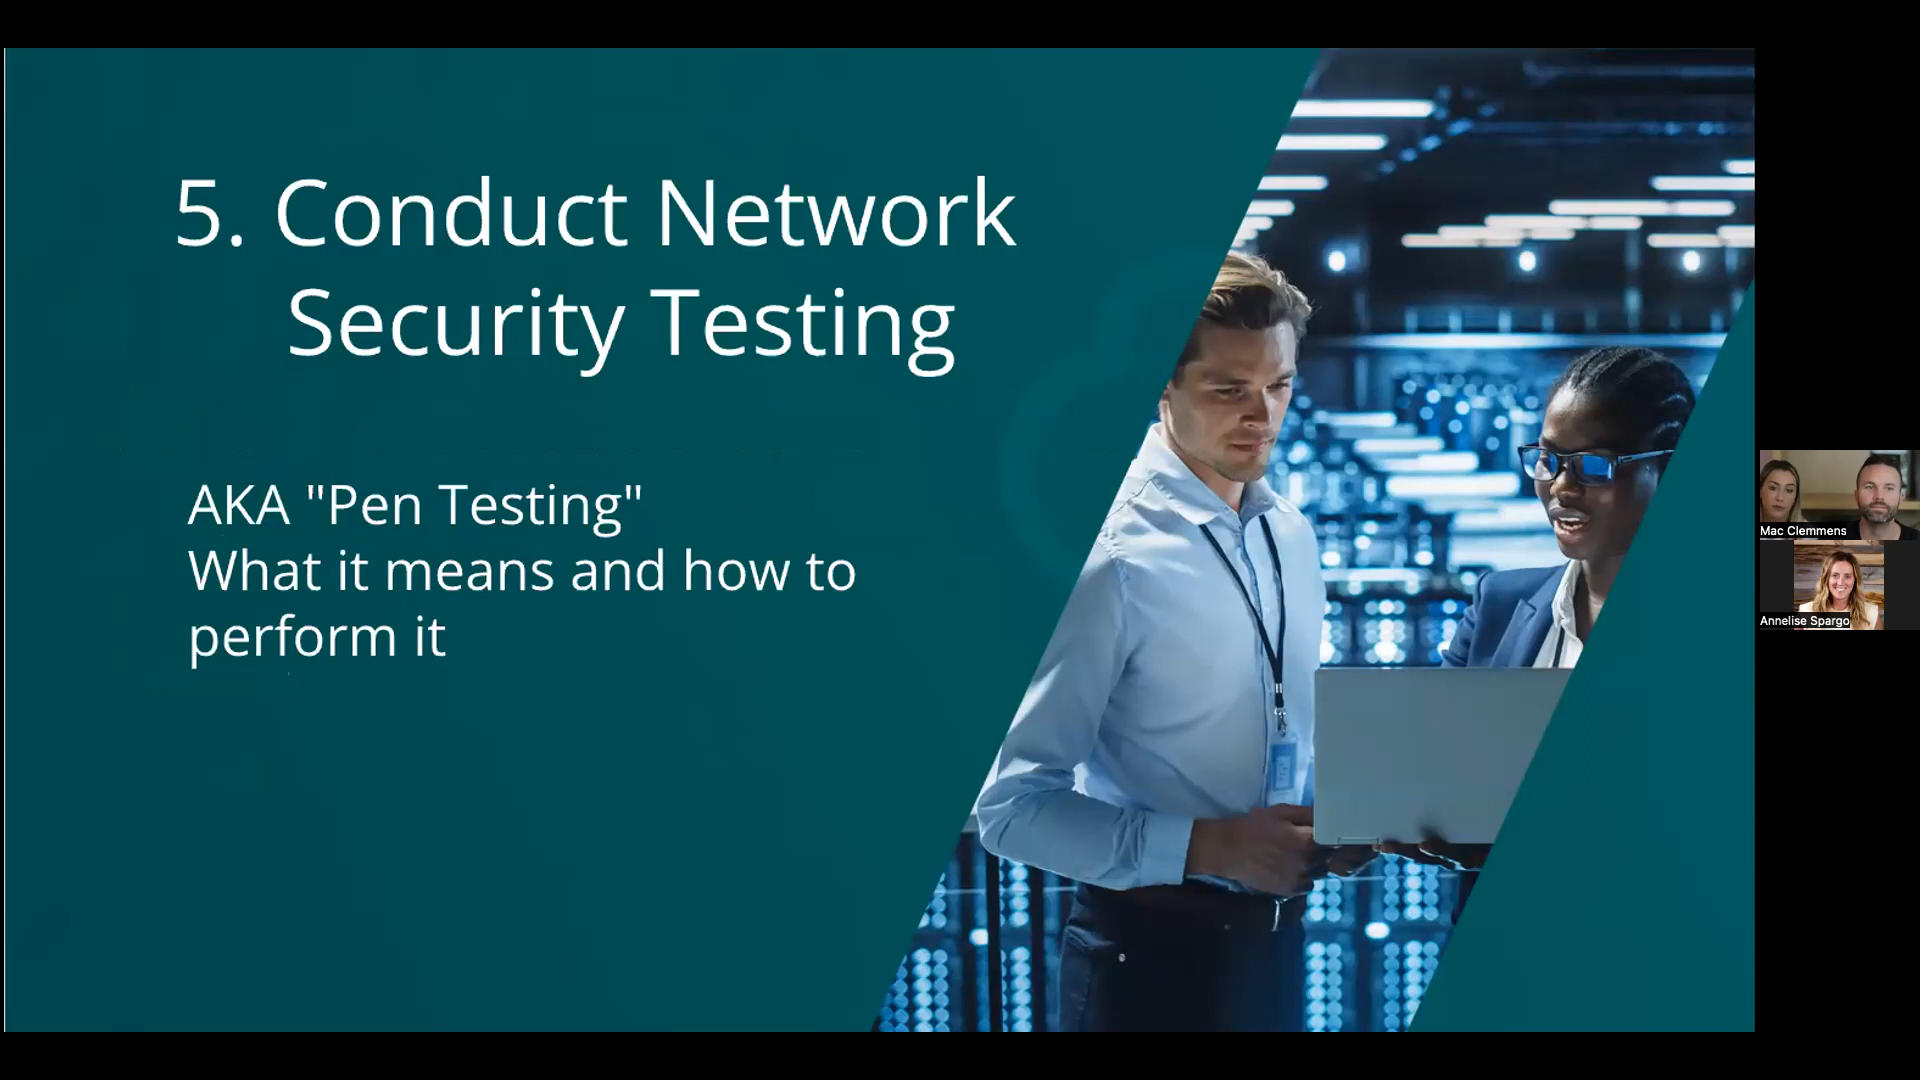 5. Conduct Network
Security Testing
AKA "Pen Testing"
What it means and how to
perform it
Mac Clemmens
Annelise Spargo